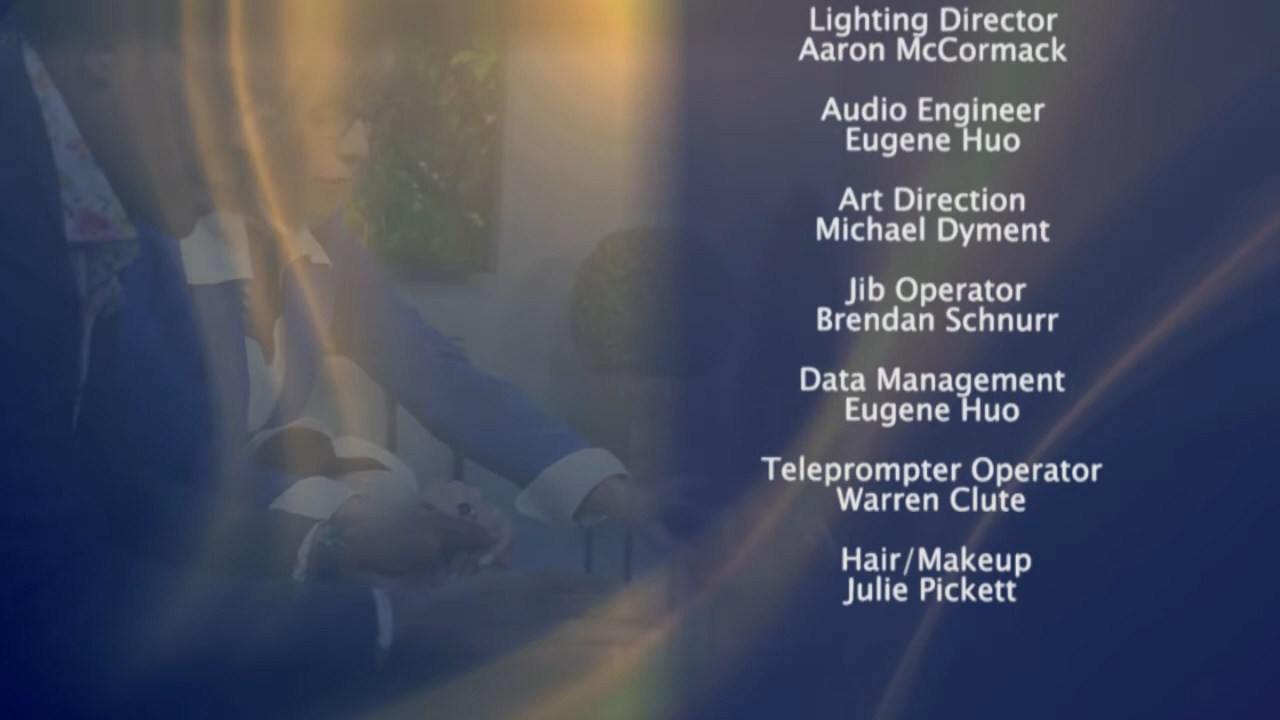 Lighting Director
Aaron McCormack
Audio Engineer
Eugene Huo
Art Direction
Michael Dyment
Jib Operator
Brendan Schnurr
Data Management
Eugene Huo
Teleprompter Operator
Warren Clute
Hair/Makeup
Julie Pickett